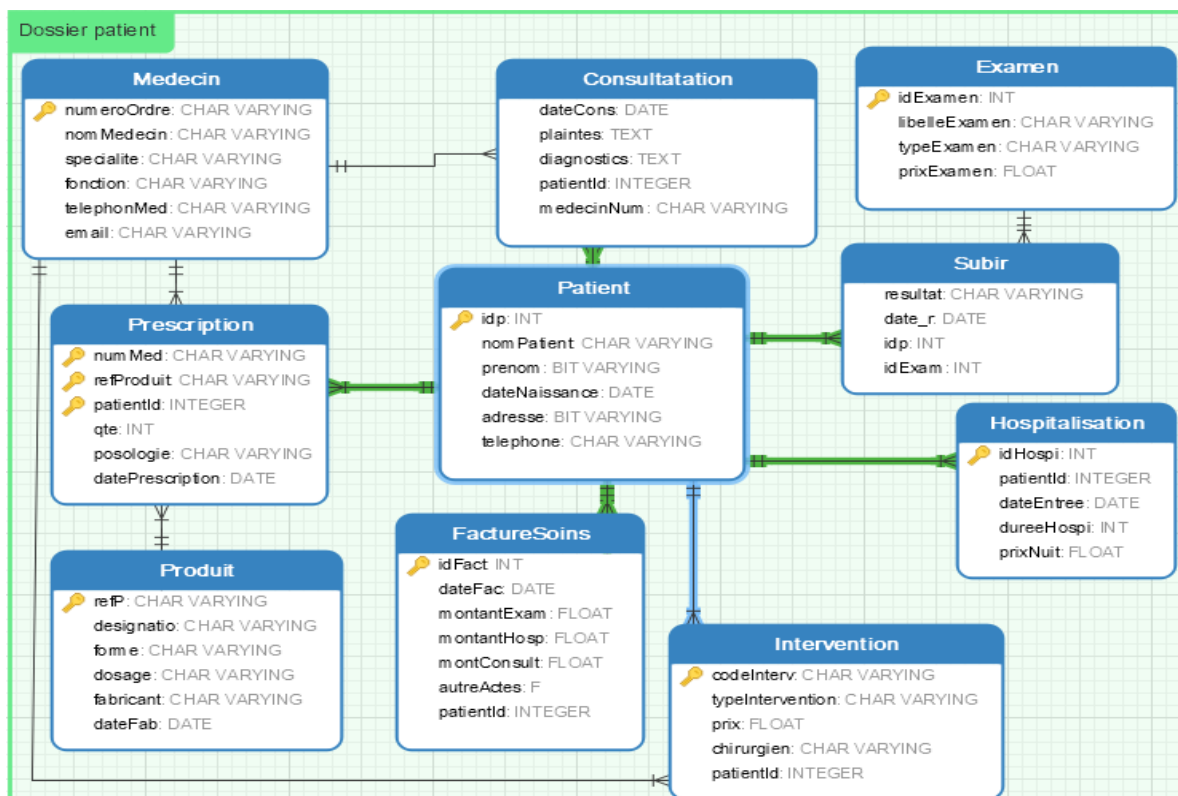 Dossier patient
Medecin
numeroOrdre: CHAR VARYING
nomMedecin: CHAR VARYING
specialite: CHAR VARYING
fonction: CHAR VARYING
telephonMed: CHAR VARYING
email: CHAR VARYING
Consultatation
dateCons: DATE
plaintes: TEXT
diagnostics: TEXT
patientId: INTEGER
medecinNum: CHAR VARYING
Examen
idExamen: INT
libelleExamen: CHAR VARYING
typeExamen: CHAR VARYING
prixExamen: FLOAT
Prescription
numMed: CHAR VARYING
refProduit: CHAR VARYING
patientId: INTEGER
qte: INT
posologie: CHAR VARYING
datePrescription: DATE
Patient
idp: INT
nomPatient: CHAR VARYING
prenom: BIT VARYING
dateNaissance: DATE
adresse: BIT VARYING
telephone: CHAR VARYING
Subir
resultat: CHAR VARYING
date_r: DATE
idp: INT
idExam: INT
Hospitalisation
idHospi: INT
patientId: INTEGER
dateEntree: DATE
dureeHospi: INT
prixNuit: FLOAT
Produit
refP: CHAR VARYING
designatio: CHAR VARYING
forme: CHAR VARYING
dosage: CHAR VARYING
fabricant: CHAR VARYING
dateFab: DATE
FactureSoins
idFact: INT
dateFac: DATE
montantExam: FLOAT
montantHosp: FLOAT
montConsult: FLOAT
autreActes: F
patientId: INTEGER
Intervention
codeInterv: CHAR VARYING
typeIntervention: CHAR VARYING
prix: FLOAT
chirurgien: CHAR VARYING
patientId: INTEGER